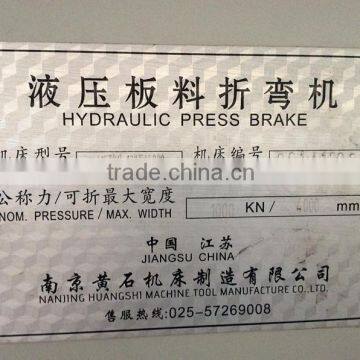 液压板料折弯机
HYDRAULIC PRESS BRAKE
机床型号 机床编号
公称力/可折最大宽度
NOM. PRESSURE / MAX. WIDTH KN / mm
中国 江苏
JIANGSU CHINA
南京黄石机床制造有限公司
NANJING HUANGSHI MACHINE TOOL MANUFACTURE CO.,LTD.
售服热线:025-57269008
TradeKey.com